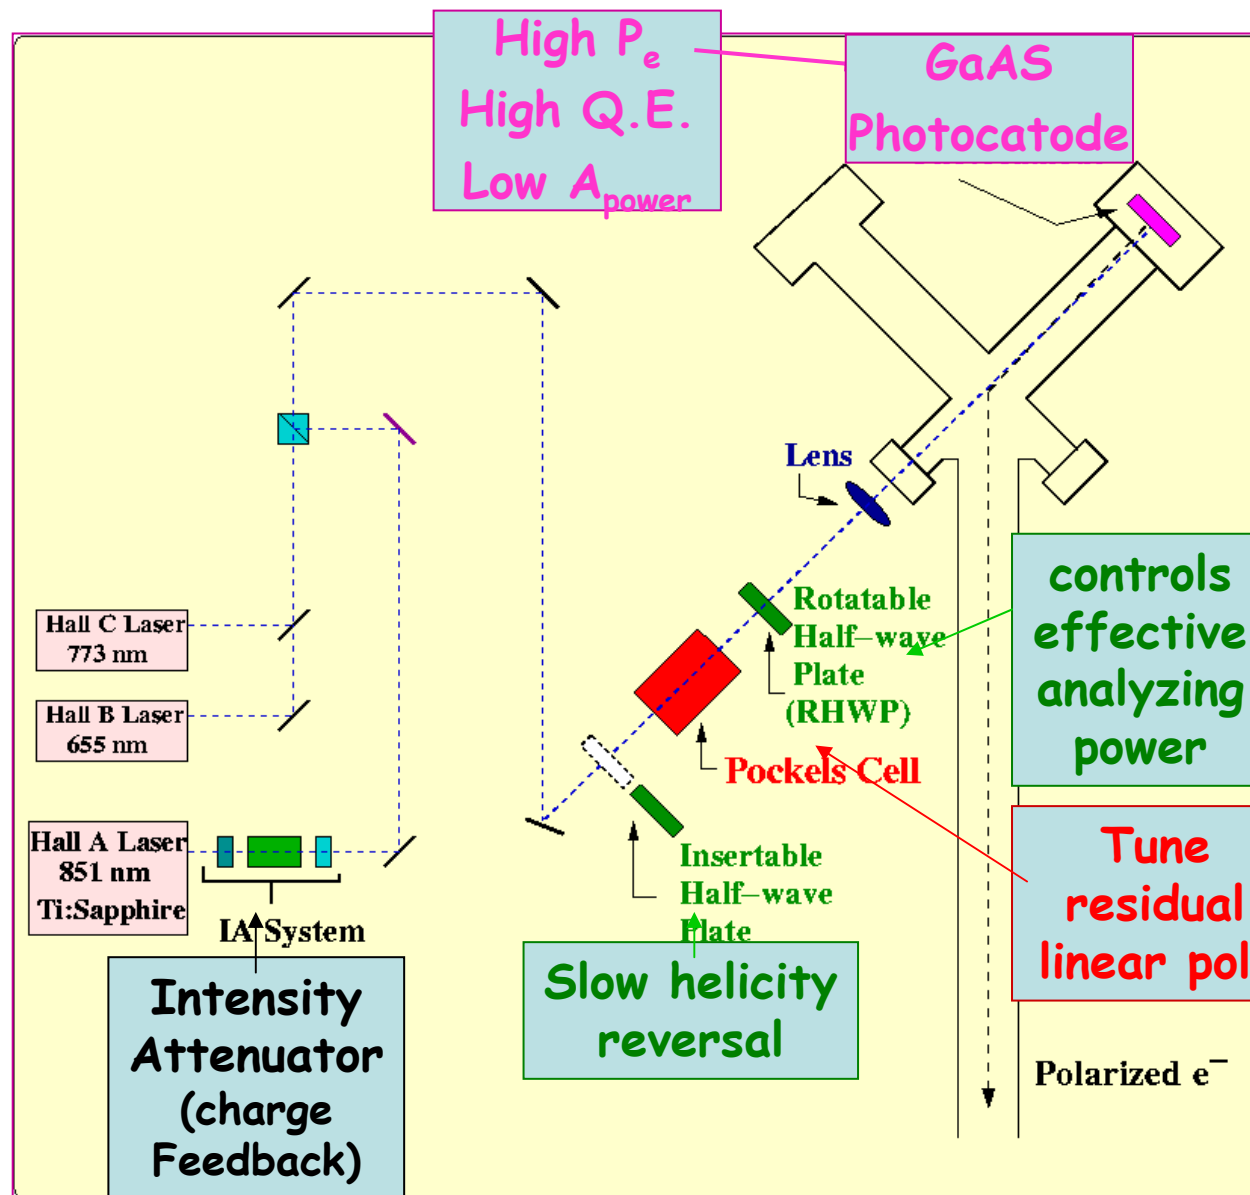 High Pe
High Q.E.
Low Apower
GaAS
Photocatode
Lens
Rotatable
Half-wave
Plate
(RHWP)
controls
effective
analyzing
power
Hall C Laser
773 nm
Hall B Laser
655 nm
Pockels Cell
Hall A Laser
851 nm
Ti:Sapphire
IA System
Insertable
Half-wave
Plate
Tune
residual
linear pol
Intensity
Attenuator
(charge
Feedback)
Slow helicity
reversal
Polarized e⁻